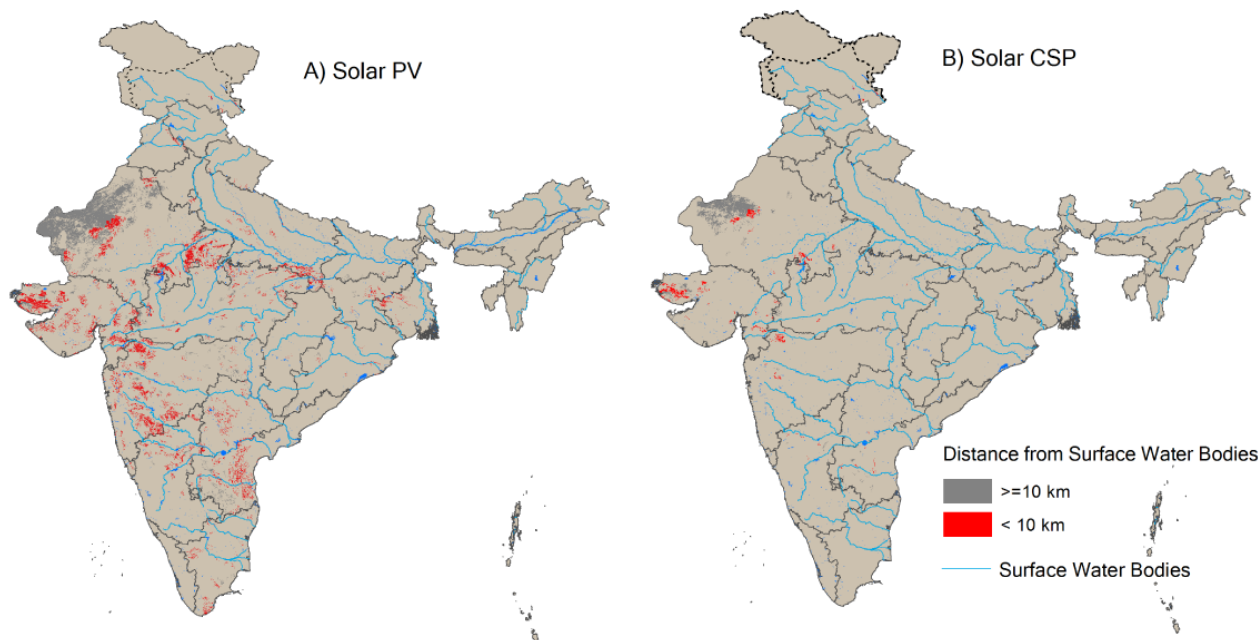 A) Solar PV
B) Solar CSP
Distance from Surface Water Bodies
>=10 km
< 10 km
Surface Water Bodies